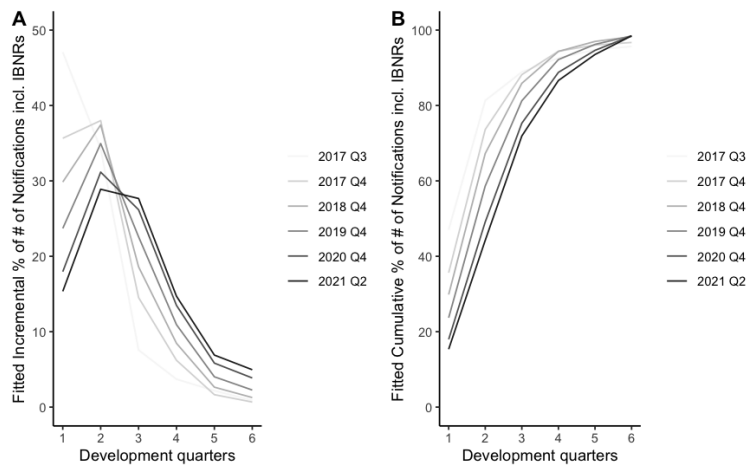 A
Fitted Incremental % of # of Notifications incl. IBNRs
50
40
30
20
10
0
1 2 3 4 5 6
Development quarters
2017 Q3
2017 Q4
2018 Q4
2019 Q4
2020 Q4
2021 Q2
B
Fitted Cumulative % of # of Notifications incl. IBNRs
100
80
60
40
20
0
1 2 3 4 5 6
Development quarters
2017 Q3
2017 Q4
2018 Q4
2019 Q4
2020 Q4
2021 Q2